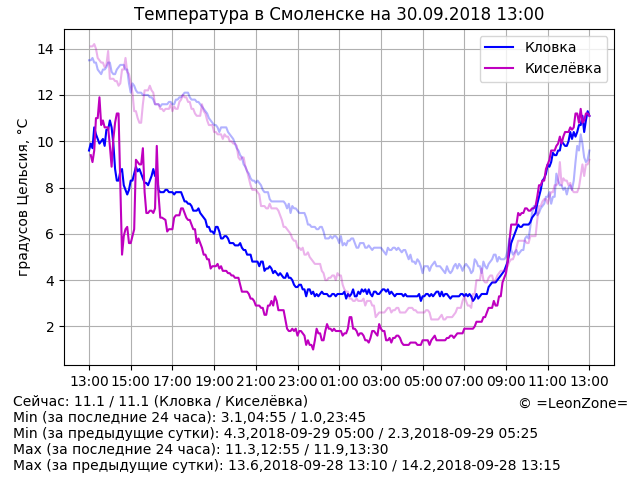 Температура в Смоленске на 30.09.2018 13:00
14
12
10
8
6
4
2
градусов Цельсия, °C
Кловка
Киселёвка
13:00 15:00 17:00 19:00 21:00 23:00 01:00 03:00 05:00 07:00 09:00 11:00 13:00
Сейчас: 11.1 / 11.1 (Кловка / Киселёвка)
© =LeonZone=
Min (за последние 24 часа): 3.1,04:55 / 1.0,23:45
Min (за предыдущие сутки): 4.3,2018-09-29 05:00 / 2.3,2018-09-29 05:25
Max (за последние 24 часа): 11.3,12:55 / 11.9,13:30
Max (за предыдущие сутки): 13.6,2018-09-28 13:10 / 14.2,2018-09-28 13:15